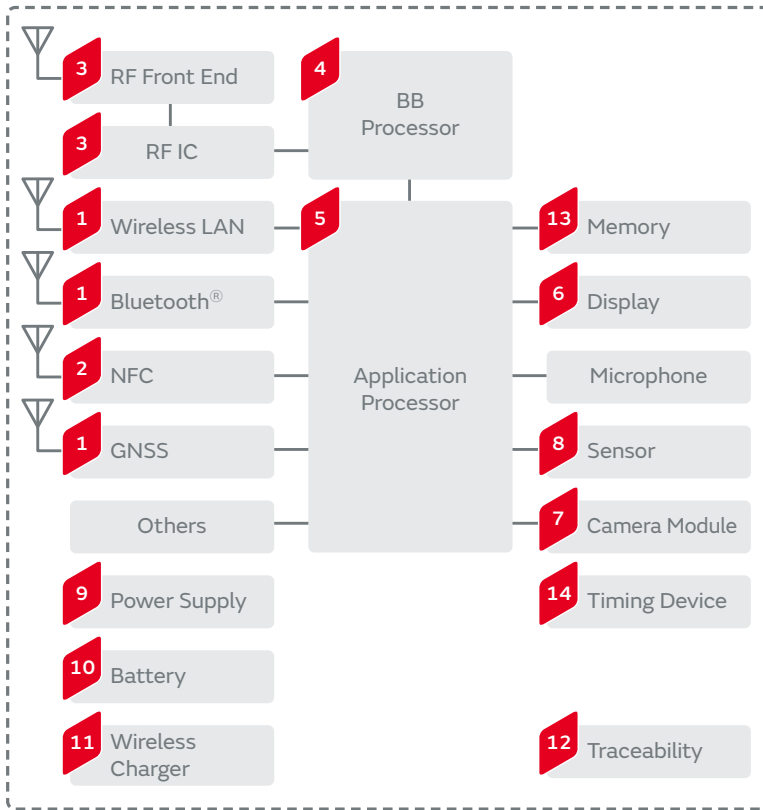 3 RF Front End
4 BB
Processor
3 RF IC
1 Wireless LAN
5 Application
Processor
13 Memory
1 Bluetooth®
6 Display
2 NFC
Microphone
1 GNSS
8 Sensor
Others
7 Camera Module
9 Power Supply
14 Timing Device
10 Battery
11 Wireless
Charger
12 Traceability